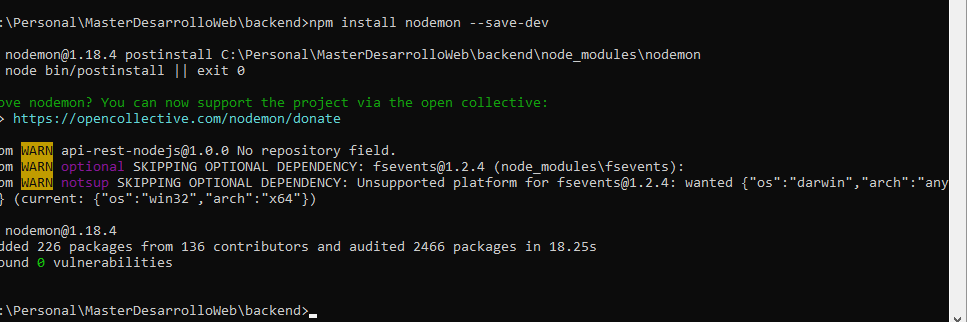 :\Personal\MasterDesarrolloWeb\backend>npm install nodemon --save-dev
nodemon@1.18.4 postinstall C:\Personal\MasterDesarrolloWeb\backend\node_modules\nodemon
node bin/postinstall || exit 0
ove nodemon? You can now support the project via the open collective:
> https://opencollective.com/nodemon/donate
om WARN api-rest-nodejs@1.0.0 No repository field.
om WARN optional SKIPPING OPTIONAL DEPENDENCY: fsevents@1.2.4 (node_modules\fsevents):
om WARN notsup SKIPPING OPTIONAL DEPENDENCY: Unsupported platform for fsevents@1.2.4: wanted {"os":"darwin","arch":"any
} (current: {"os":"win32","arch":"x64"})
nodemon@1.18.4
dded 226 packages from 136 contributors and audited 2466 packages in 18.25s
ound 0 vulnerabilities
:\Personal\MasterDesarrolloWeb\backend>